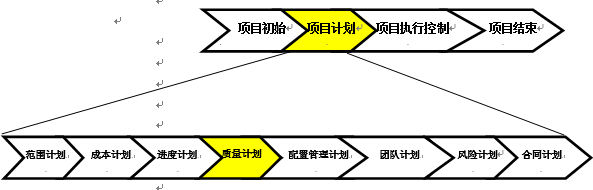 项目初始 项目计划 项目执行控制 项目结束
范围计划 成本计划 进度计划 质量计划 配置管理计划 团队计划 风险计划 合同计划